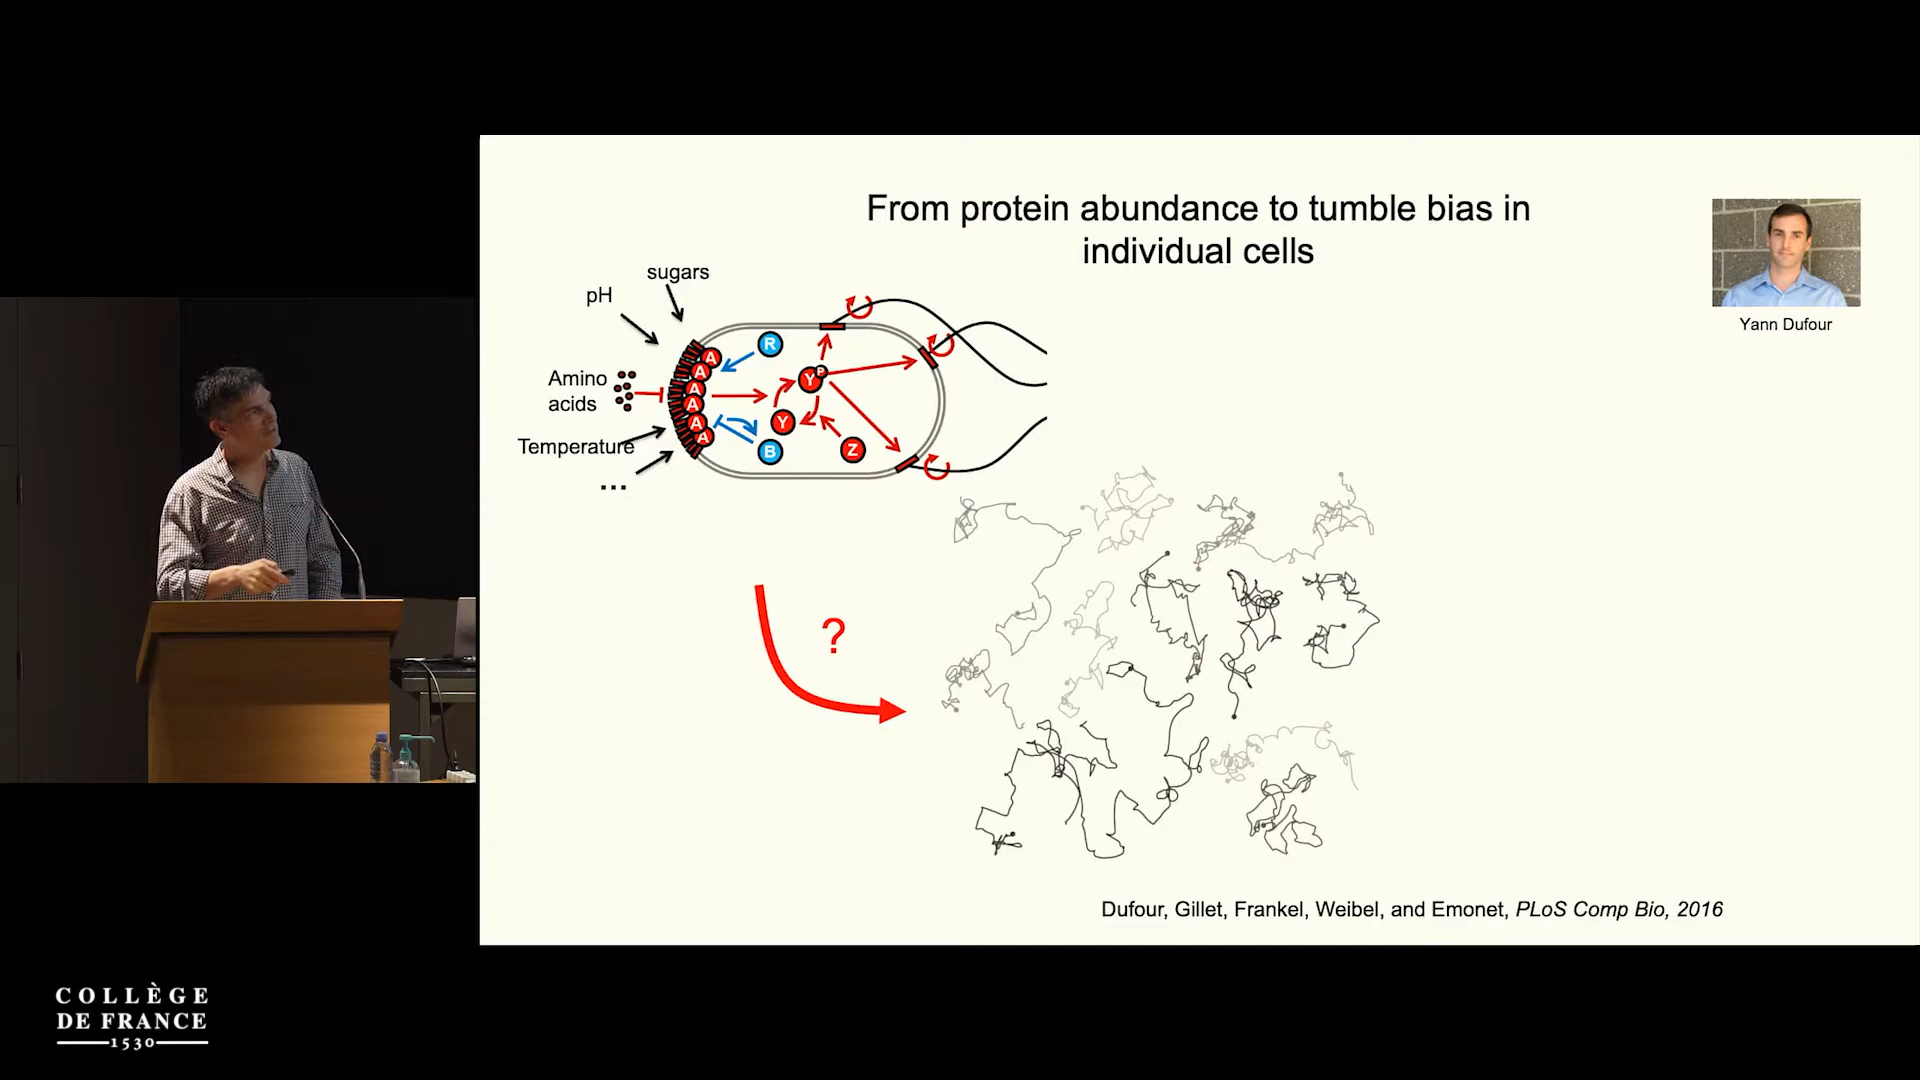 From protein abundance to tumble bias in
individual cells
sugars
pH
Amino
acids
Temperature
...
A
A
A
A
A
A
R
Y
P
Y
B
Z
?
Yann Dufour
Dufour, Gillet, Frankel, Weibel, and Emonet, PLoS Comp Bio, 2016
COLLÈGE
DE FRANCE
1530